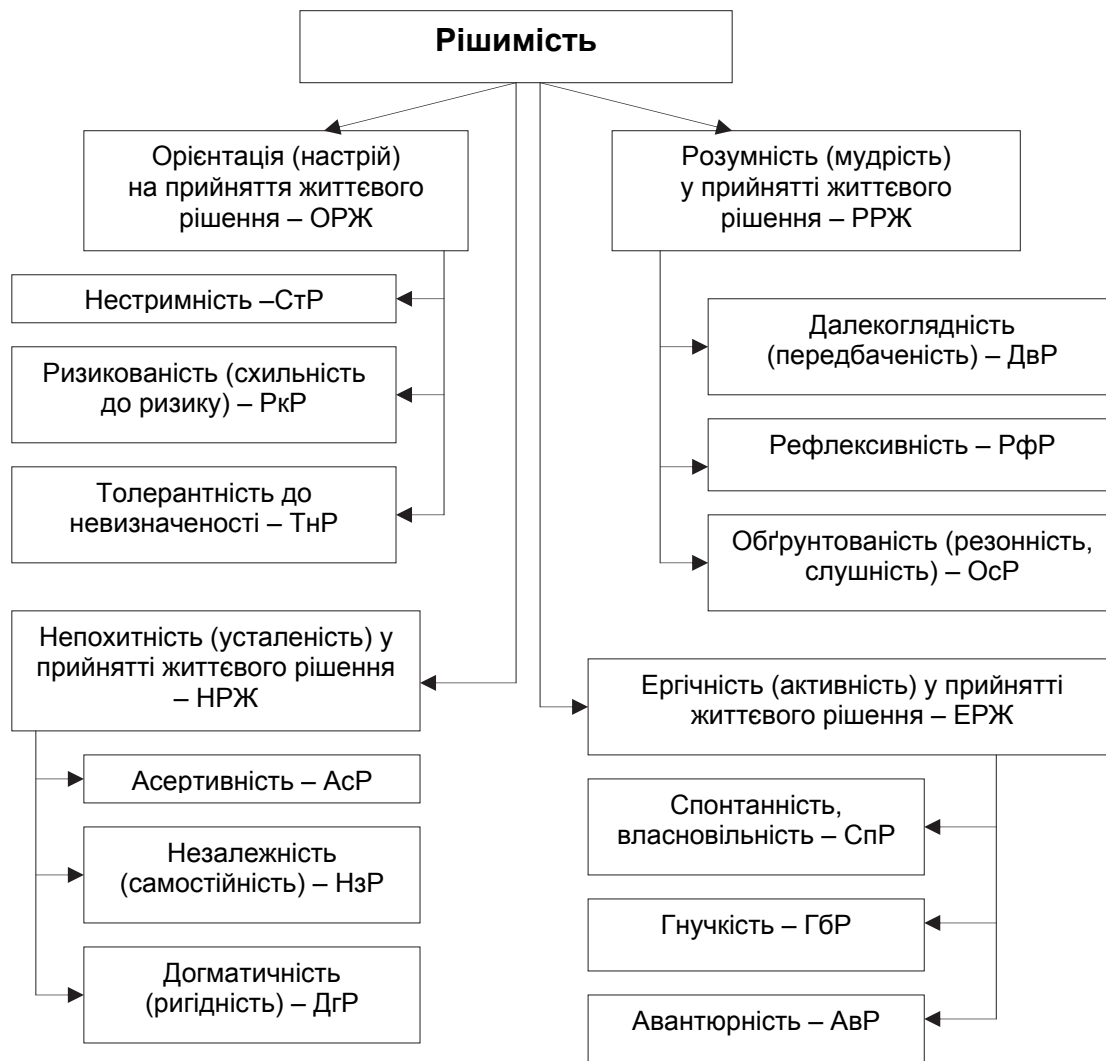 Рішимість
Орієнтація (настрій)
на прийняття життєвого
рішення – ОРЖ
Нестримність –СтР
Ризикованість (схильність
до ризику) – РкР
Толерантність до
невизначеності – ТнР
Розумність (мудрість)
у прийнятті життєвого
рішення – РРЖ
Далекоглядність
(передбаченість) – ДвР
Рефлексивність – РфР
Обґрунтованість (резонність,
слушність) – ОсР
Непохитність (усталеність) у
прийнятті життєвого рішення
– НРЖ
Асертивність – АсР
Незалежність
(самостійність) – НзР
Догматичність
(ригідність) – ДгР
Ергічність (активність) у прийнятті
життєвого рішення – ЕРЖ
Спонтанність,
власновільність – СпР
Гнучкість – ГбР
Авантюрність – АвР